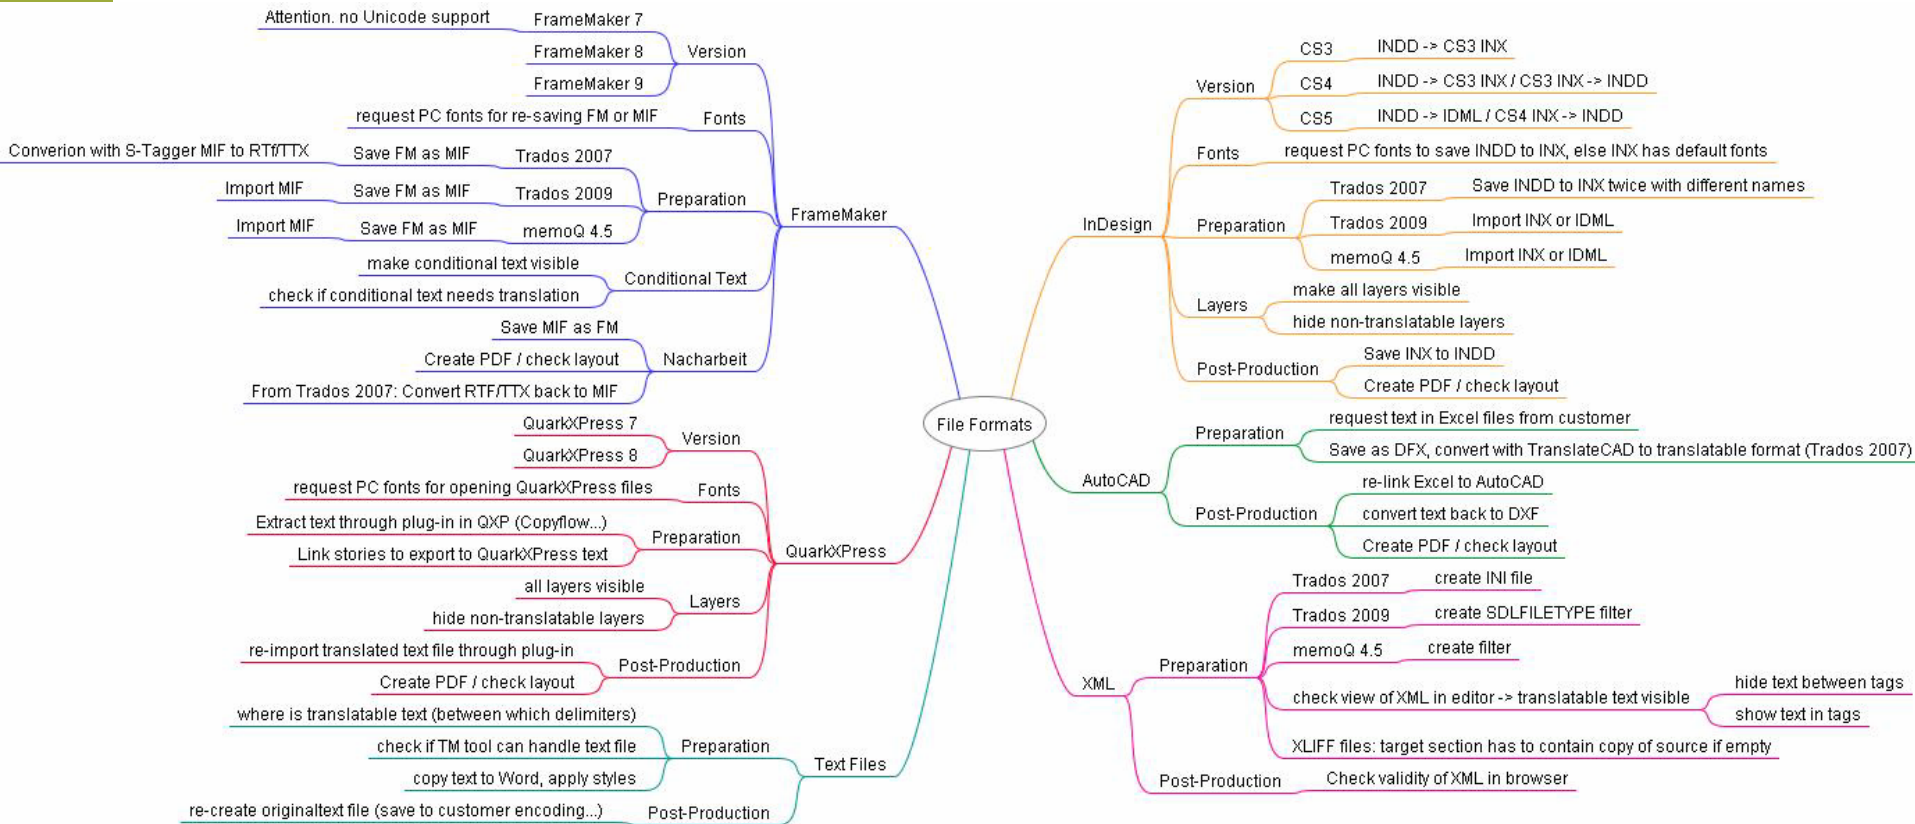 File Formats
FrameMaker
Version
FrameMaker 7
Attention. no Unicode support
FrameMaker 8
FrameMaker 9
Fonts
request PC fonts for re-saving FM or MIF
Preparation
Trados 2007
Save FM as MIF
Converion with S-Tagger MIF to RTf/TTX
Trados 2009
Save FM as MIF
Import MIF
memoQ 4.5
Save FM as MIF
Import MIF
Conditional Text
make conditional text visible
check if conditional text needs translation
Nacharbeit
Save MIF as FM
Create PDF / check layout
From Trados 2007: Convert RTF/TTX back to MIF
QuarkXPress
Version
QuarkXPress 7
QuarkXPress 8
Fonts
request PC fonts for opening QuarkXPress files
Preparation
Extract text through plug-in in QXP (Copyflow...)
Link stories to export to QuarkXPress text
Layers
all layers visible
hide non-translatable layers
Post-Production
re-import translated text file through plug-in
Create PDF / check layout
Text Files
Preparation
where is translatable text (between which delimiters)
check if TM tool can handle text file
copy text to Word, apply styles
Post-Production
re-create originaltext file (save to customer encoding...)
InDesign
Version
CS3
INDD -> CS3 INX
CS4
INDD -> CS3 INX / CS3 INX -> INDD
CS5
INDD -> IDML / CS4 INX -> INDD
Fonts
request PC fonts to save INDD to INX, else INX has default fonts
Preparation
Trados 2007
Save INDD to INX twice with different names
Trados 2009
Import INX or IDML
memoQ 4.5
Import INX or IDML
Layers
make all layers visible
hide non-translatable layers
Post-Production
Save INX to INDD
Create PDF / check layout
AutoCAD
Preparation
request text in Excel files from customer
Save as DFX, convert with TranslateCAD to translatable format (Trados 2007)
Post-Production
re-link Excel to AutoCAD
convert text back to DXF
Create PDF / check layout
XML
Preparation
Trados 2007
create INI file
Trados 2009
create SDLFILETYPE filter
memoQ 4.5
create filter
check view of XML in editor -> translatable text visible
hide text between tags
show text in tags
XLIFF files: target section has to contain copy of source if empty
Post-Production
Check validity of XML in browser